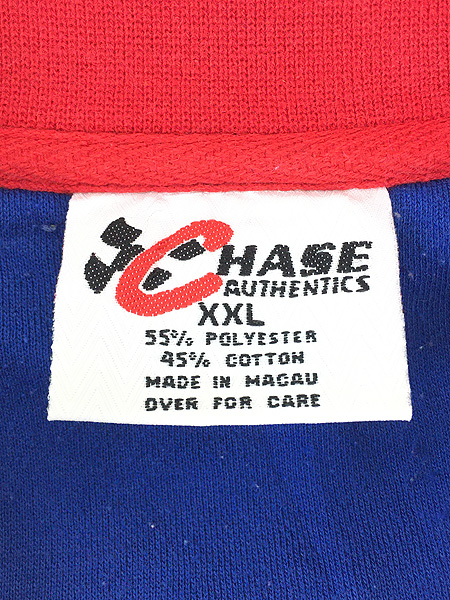 CHASE
AUTHENTICS
XXL
55% POLYESTER
45% COTTON
MADE IN MACAU
OVER FOR CARE